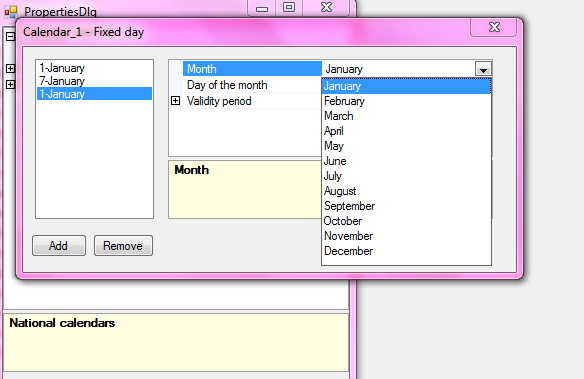 PropertiesDlg
Calendar_1 - Fixed day
1-January
7-January
1-January
Month January
Day of the month
Validity period
January
February
March
April
May
June
July
August
September
October
November
December
Month
Add Remove
National calendars